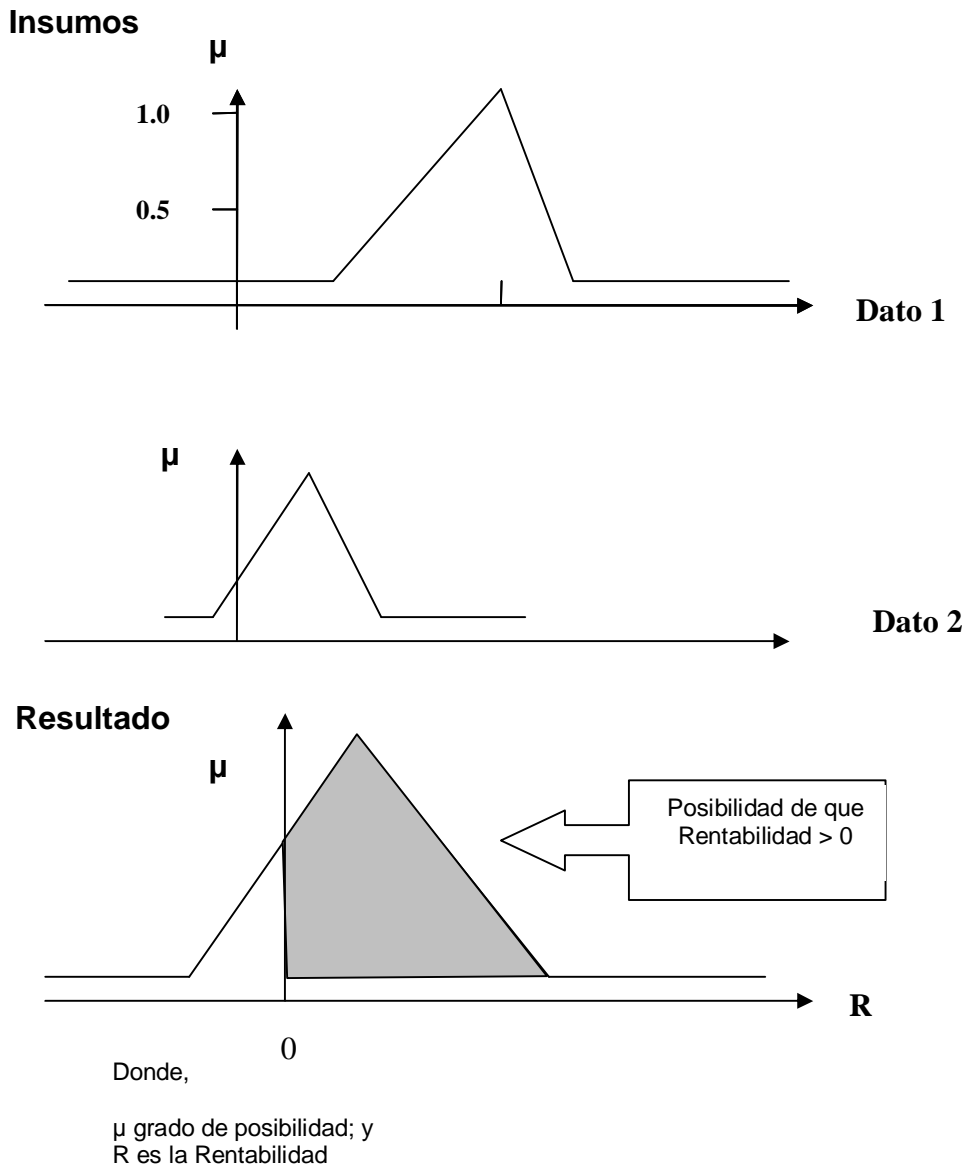 Insumos
μ
1.0
0.5
Dato 1
μ
Dato 2
Resultado
μ
Posibilidad de que
Rentabilidad > 0
R
0
Donde,
μ grado de posibilidad; y
R es la Rentabilidad